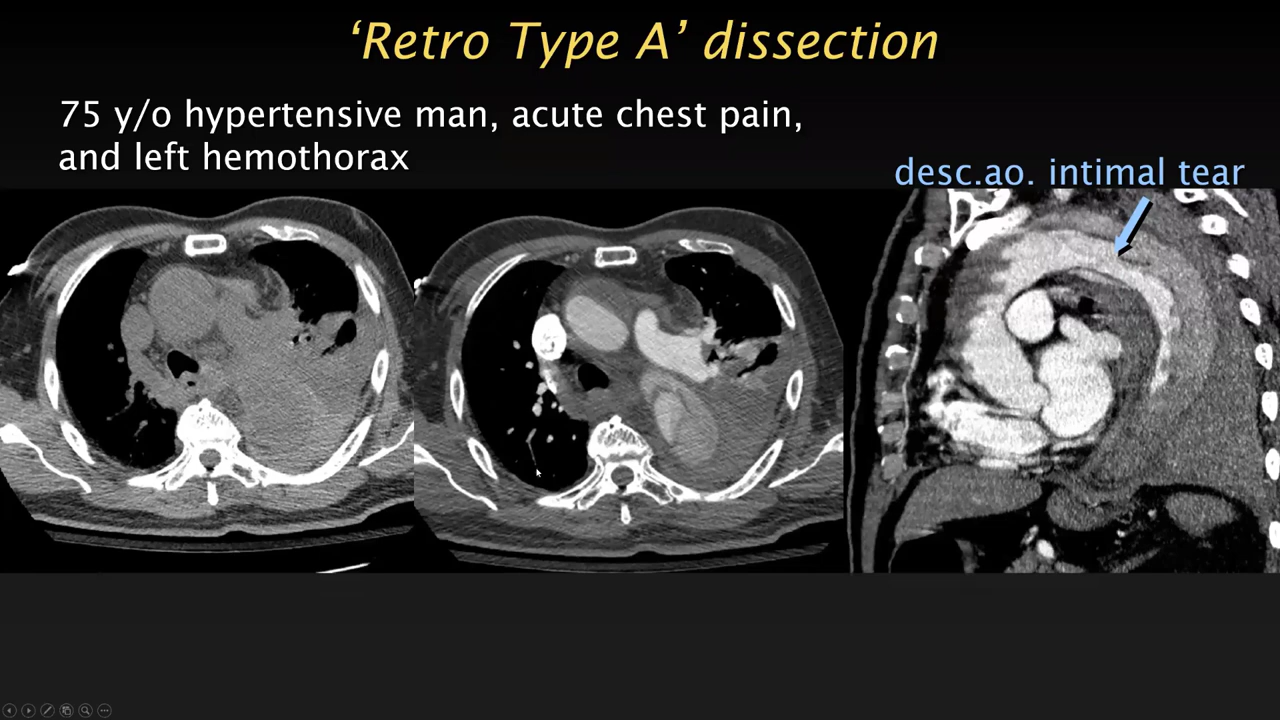 ‘Retro Type A’ dissection
75 y/o hypertensive man, acute chest pain,
and left hemothorax
desc.ao. intimal tear